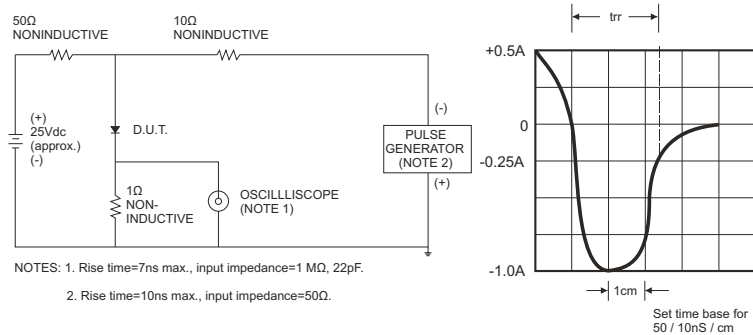 50Ω
NONINDUCTIVE
10Ω
NONINDUCTIVE
(+)
25Vdc
(approx.)
(-)
D.U.T.
1Ω
NON-
INDUCTIVE
OSCILLLISCOPE
(NOTE 1)
(-)
PULSE
GENERATOR
(NOTE 2)
(+)
NOTES: 1. Rise time=7ns max., input impedance=1 MΩ, 22pF.
2. Rise time=10ns max., input impedance=50Ω.
trr
+0.5A
0
-0.25A
-1.0A
1cm
Set time base for
50 / 10nS / cm